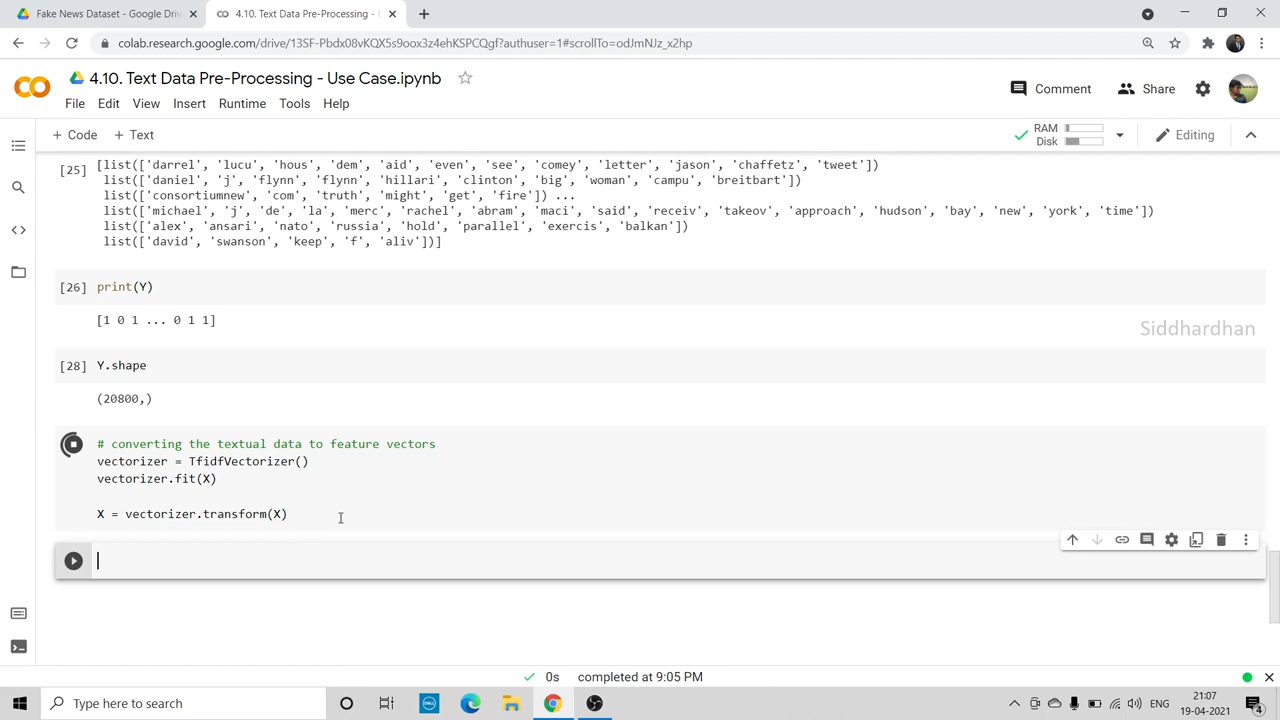 Fake News Dataset - Google Drive
4.10. Text Data Pre-Processing - U
colab.research.google.com/drive/13SF-Pbdx08vKQX5s9oox3z4ehKSPCQgf?authuser=1#scrollTo=odJmNJz_x2hp
4.10. Text Data Pre-Processing - Use Case.ipynb
Comment
Share
File Edit View Insert Runtime Tools Help
+ Code + Text
RAM
Disk
Editing
[25] [list(['darrel', 'lucu', 'hous', 'dem', 'aid', 'even', 'see', 'comey', 'letter', 'jason', 'chaffetz', 'tweet'])
list(['daniel', 'j', 'flynn', 'flynn', 'hillari', 'clinton', 'big', 'woman', 'campu', 'breitbart'])
list(['consortiumnew', 'com', 'truth', 'might', 'get', 'fire']) ...
list(['michael', 'j', 'de', 'la', 'merc', 'rachel', 'abram', 'maci', 'said', 'receiv', 'takeov', 'approach', 'hudson', 'bay', 'new', 'york', 'time'])
list(['alex', 'ansari', 'nato', 'russia', 'hold', 'parallel', 'exercis', 'balkan'])
list(['david', 'swanson', 'keep', 'f', 'aliv'])]
[26] print(Y)
[1 0 1 ... 0 1 1]
Siddhardhan
[28] Y.shape
(20800,)
# converting the textual data to feature vectors
vectorizer = TfidfVectorizer()
vectorizer.fit(X)
X = vectorizer.transform(X)
0s completed at 9:05 PM
Type here to search
DELL
ENG
21:07
19-04-2021
4